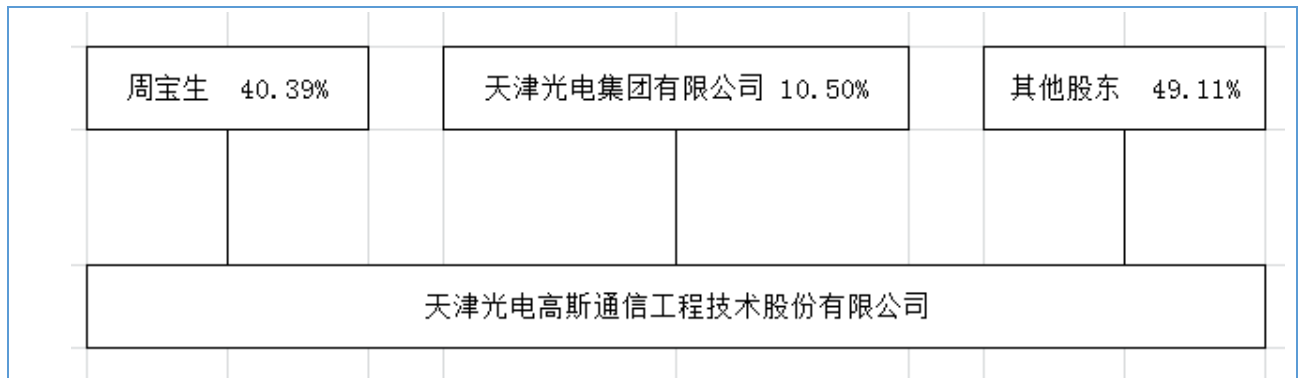 周宝生 40.39%
天津光电集团有限公司 10.50%
其他股东 49.11%
天津光电高斯通信工程技术股份有限公司